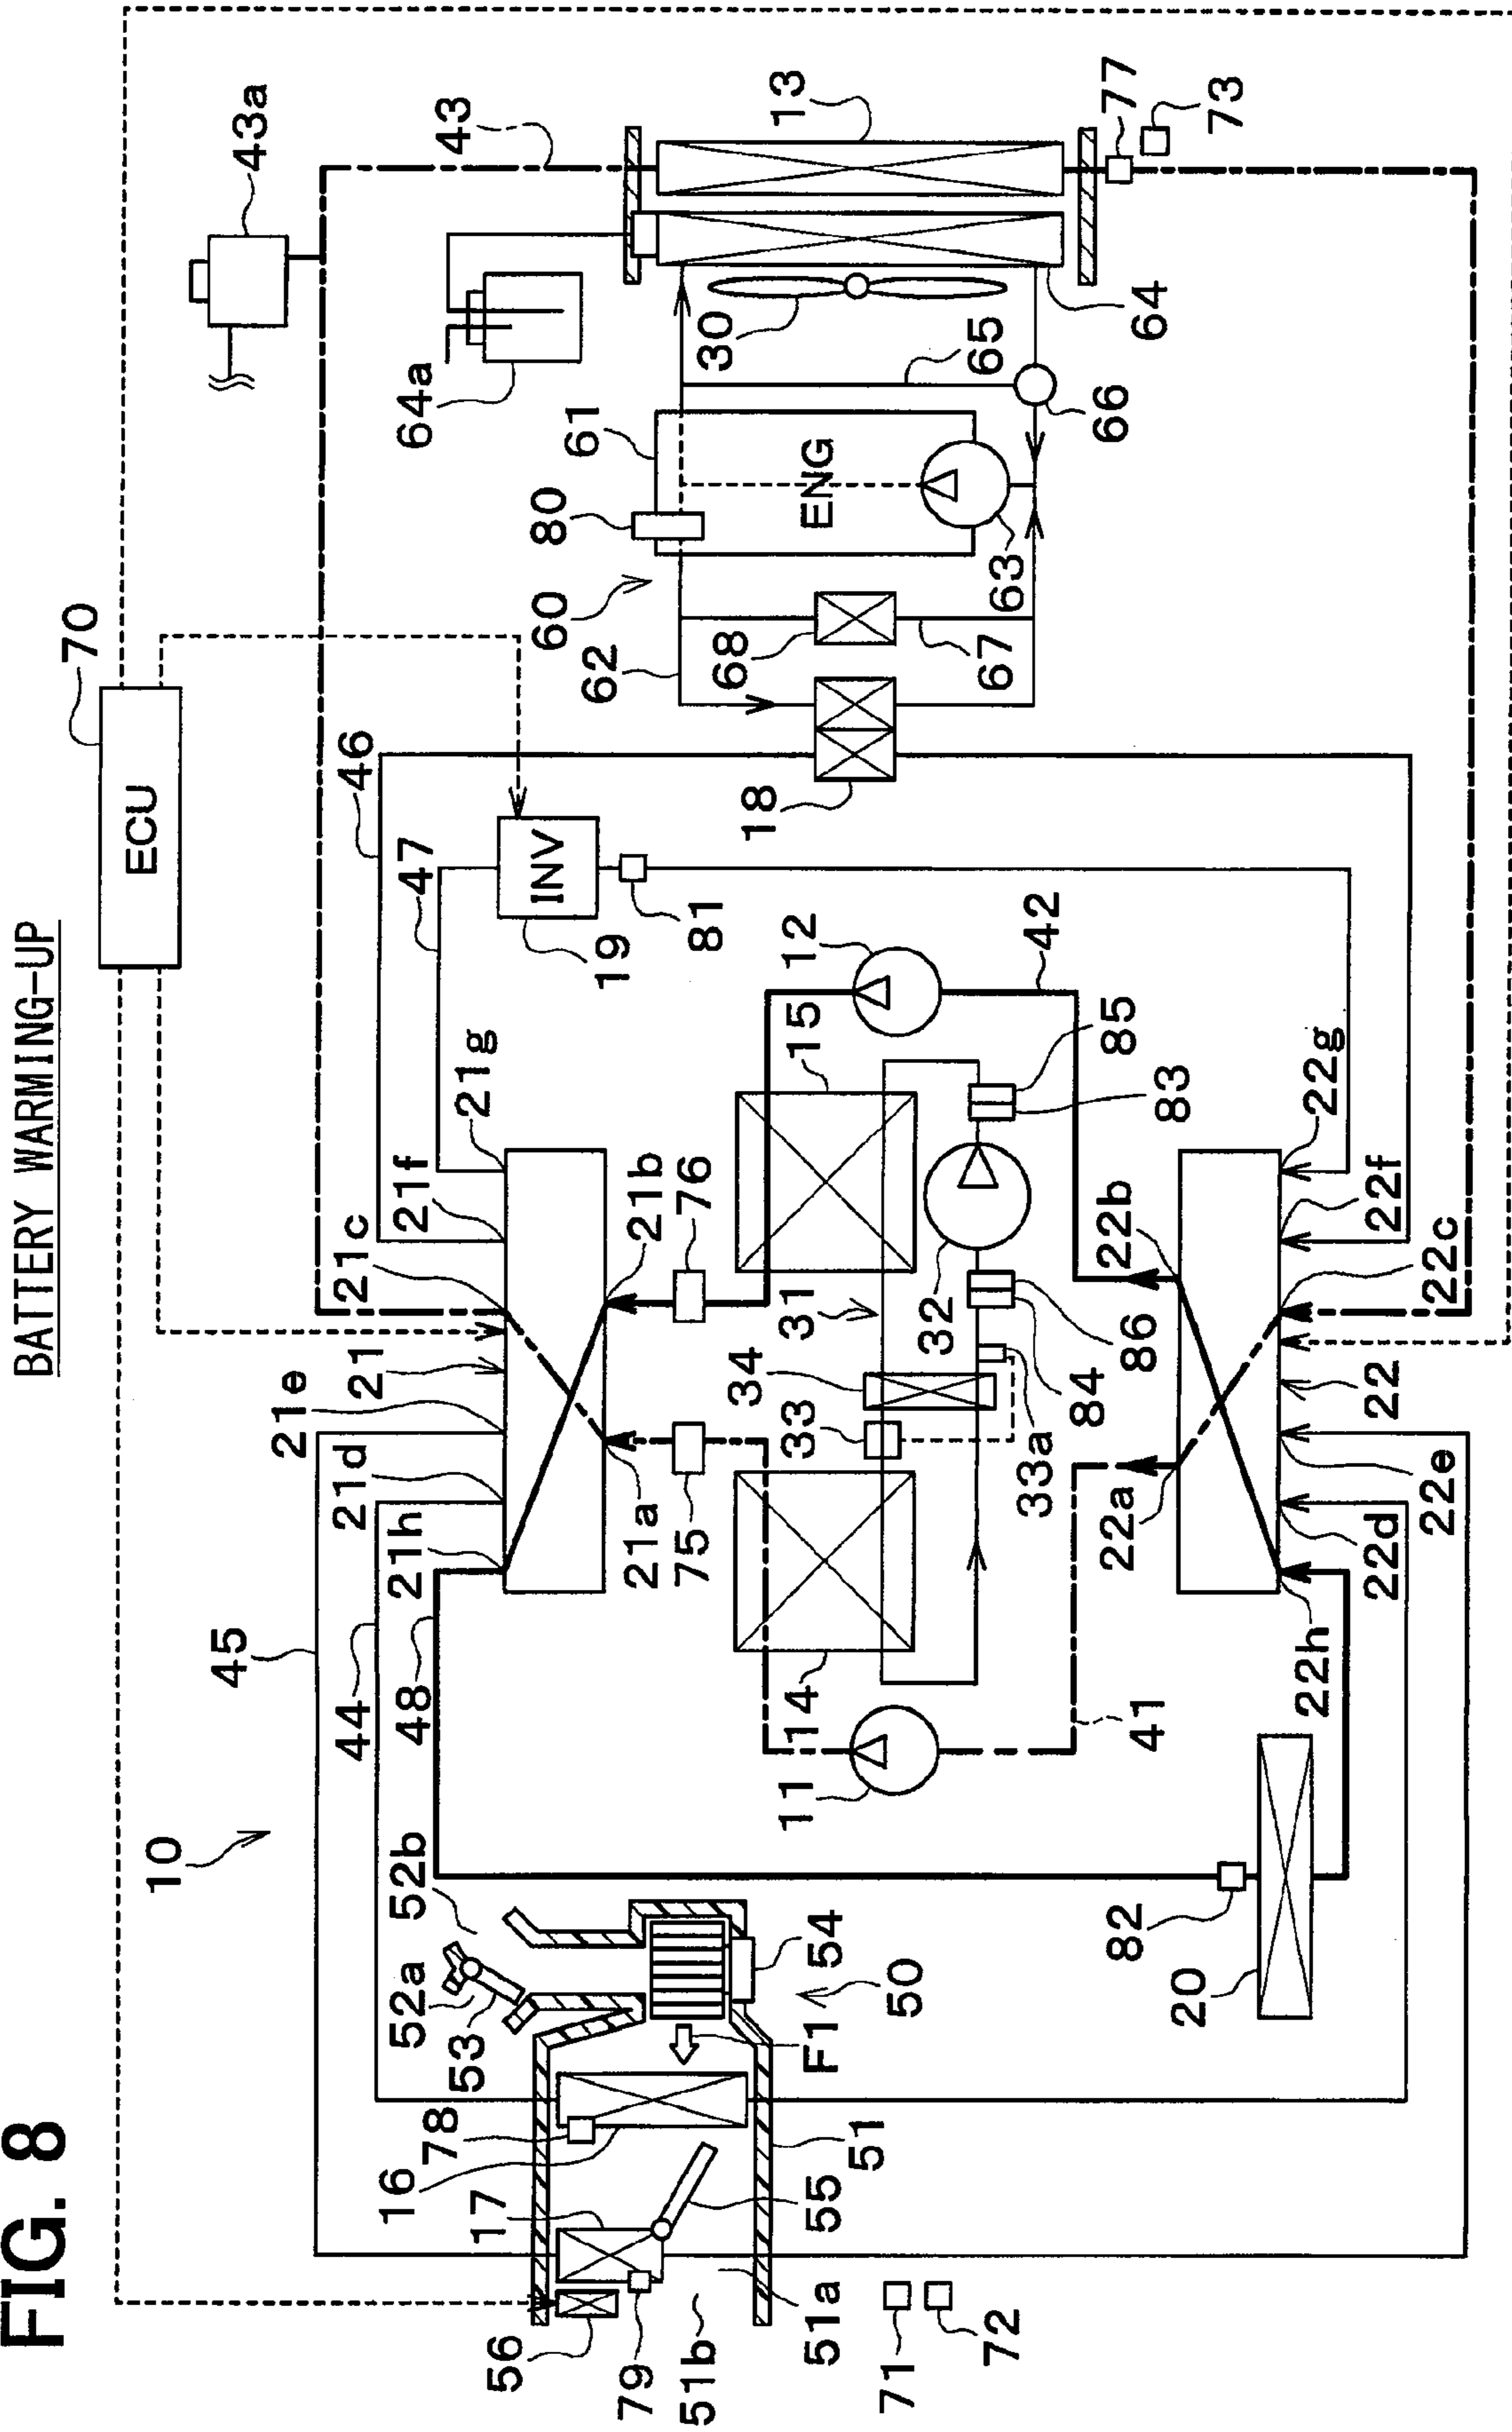 FIG. 8
BATTERY WARMING-UP
70
ECU
10
45
44
48
21h
21d
21e
21
21c
21f
21g
47
46
43
43a
52a
52b
53
54
50
F1
78
16
17
55
51
56
79
51b
51a
71
72
21a
75
21b
76
19
INV
81
18
62
60
80
61
ENG
68
67
63
64a
30
65
66
64
13
77
73
11
14
41
33
34
33a
31
32
84
86
15
12
42
83
85
82
20
22h
22a
22d
22e
22
22b
22c
22f
22g